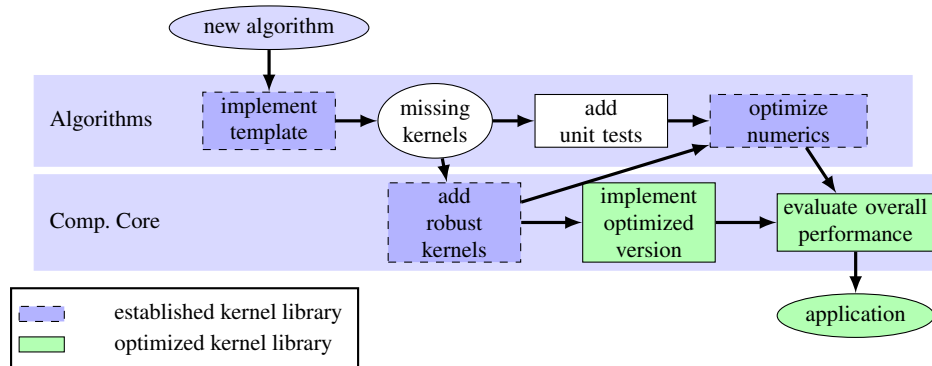 new algorithm
Algorithms
implement
template
missing
kernels
add
unit tests
optimize
numerics
Comp. Core
add
robust
kernels
implement
optimized
version
evaluate overall
performance
application
established kernel library
optimized kernel library